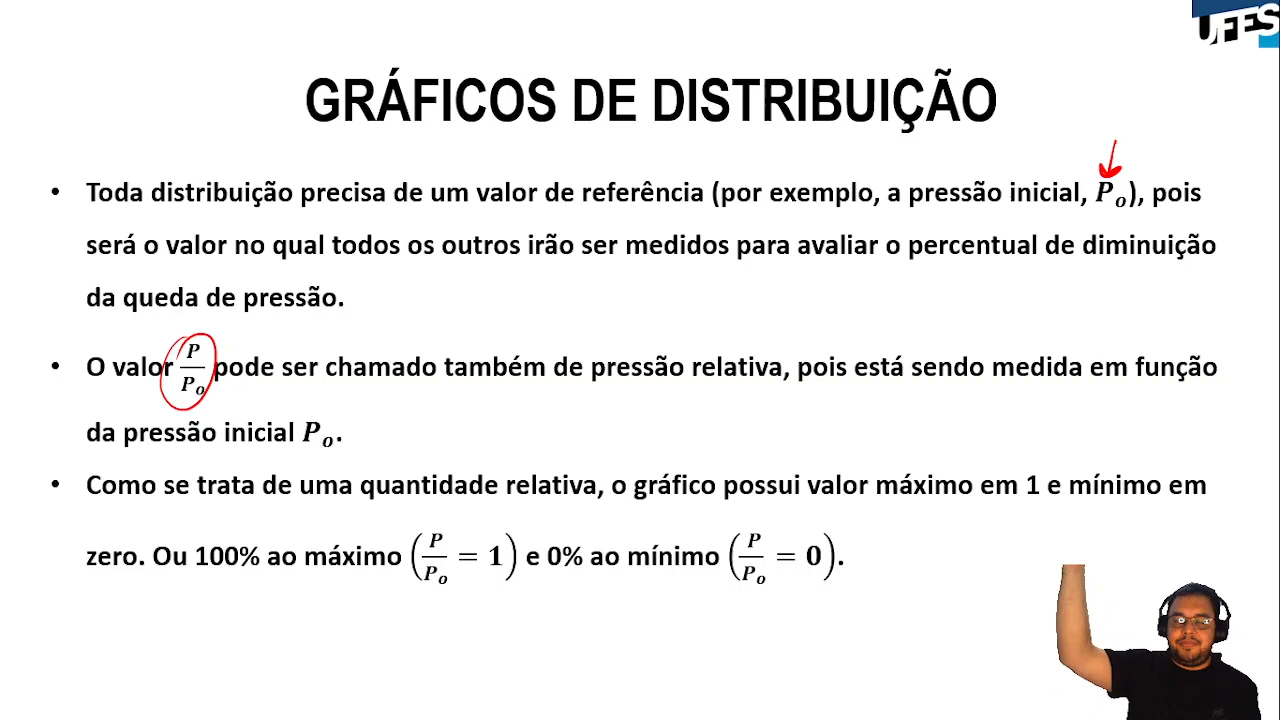 UFES
GRÁFICOS DE DISTRIBUIÇÃO
• Toda distribuição precisa de um valor de referência (por exemplo, a pressão inicial, Pₒ), pois
será o valor no qual todos os outros irão ser medidos para avaliar o percentual de diminuição
da queda de pressão.
• O valor P/Pₒ pode ser chamado também de pressão relativa, pois está sendo medida em função
da pressão inicial Pₒ.
• Como se trata de uma quantidade relativa, o gráfico possui valor máximo em 1 e mínimo em
zero. Ou 100% ao máximo (P/Pₒ = 1) e 0% ao mínimo (P/Pₒ = 0).